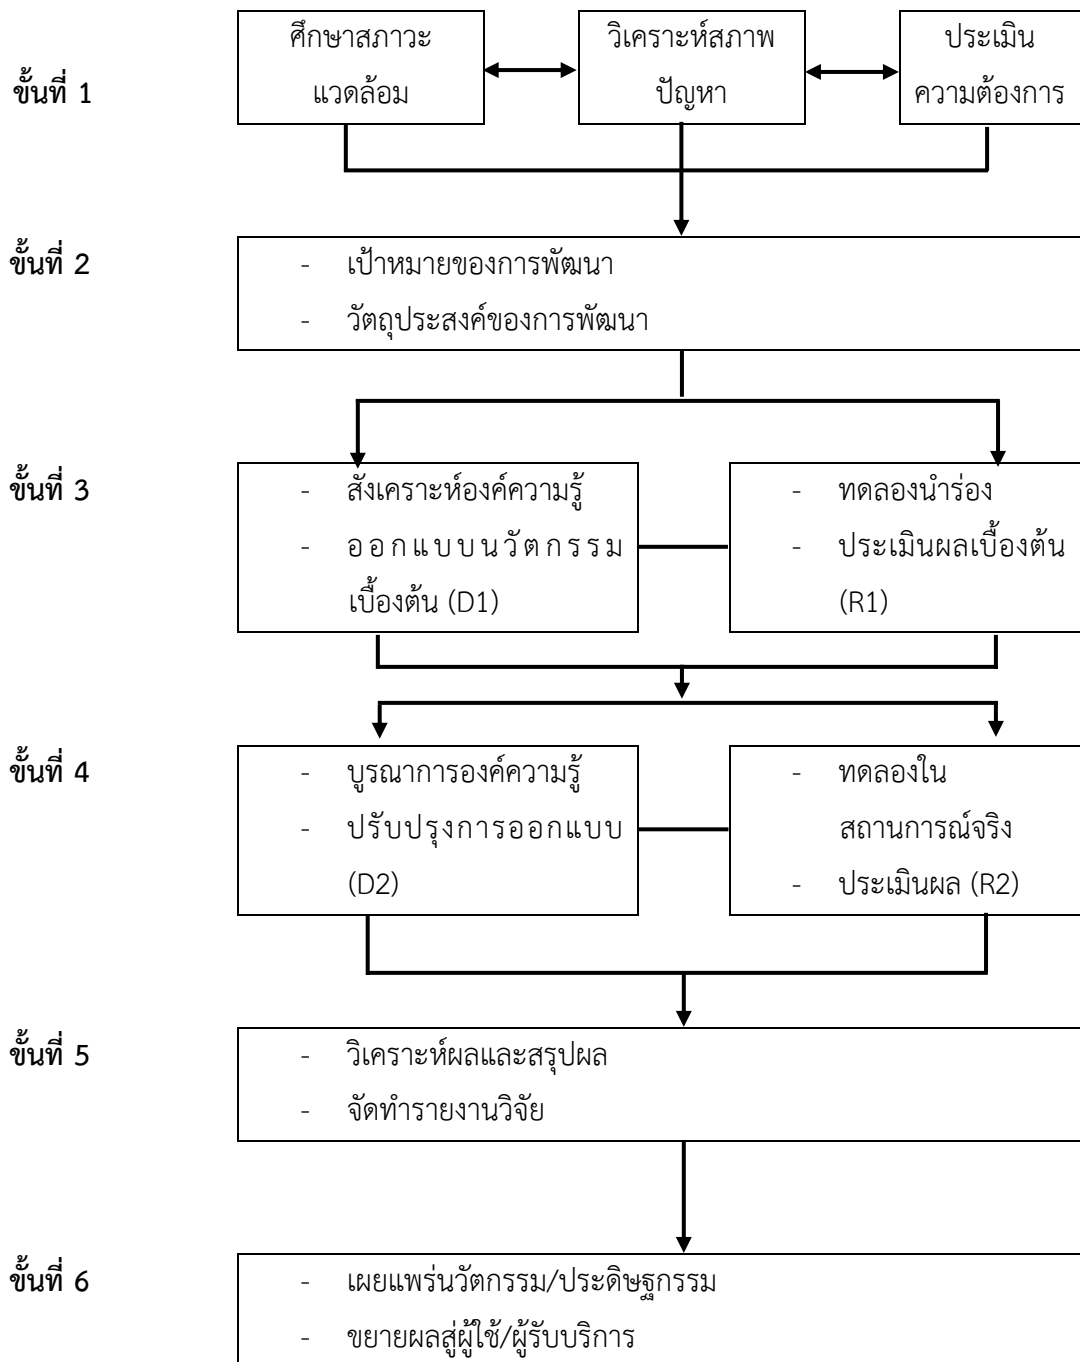 ขั้นที่ 1
ศึกษาสภาวะ
แวดล้อม
วิเคราะห์สภาพ
ปัญหา
ประเมิน
ความต้องการ
ขั้นที่ 2
- เป้าหมายของการพัฒนา
- วัตถุประสงค์ของการพัฒนา
ขั้นที่ 3
- สังเคราะห์องค์ความรู้
- ออกแบบนวัตกรรม
เบื้องต้น (D1)
- ทดลองนำร่อง
- ประเมินผลเบื้องต้น
(R1)
ขั้นที่ 4
- บูรณาการองค์ความรู้
- ปรับปรุงการออกแบบ
(D2)
- ทดลองใน
สถานการณ์จริง
- ประเมินผล (R2)
ขั้นที่ 5
- วิเคราะห์ผลและสรุปผล
- จัดทำรายงานวิจัย
ขั้นที่ 6
- เผยแพร่นวัตกรรม/ประดิษฐกรรม
- ขยายผลสู่ผู้ใช้/ผู้รับบริการ